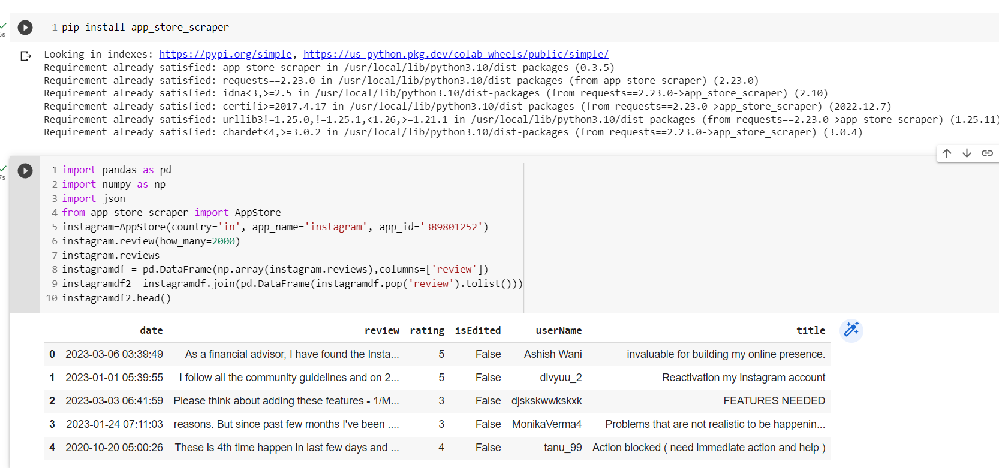 1 pip install app_store_scraper
Looking in indexes: https://pypi.org/simple, https://us-python.pkg.dev/colab-wheels/public/simple/
Requirement already satisfied: app_store_scraper in /usr/local/lib/python3.10/dist-packages (0.3.5)
Requirement already satisfied: requests==2.23.0 in /usr/local/lib/python3.10/dist-packages (from app_store_scraper) (2.23.0)
Requirement already satisfied: idna<3,>=2.5 in /usr/local/lib/python3.10/dist-packages (from requests==2.23.0->app_store_scraper) (2.10)
Requirement already satisfied: certifi>=2017.4.17 in /usr/local/lib/python3.10/dist-packages (from requests==2.23.0->app_store_scraper) (2022.12.7)
Requirement already satisfied: urllib3!=1.25.0,!=1.25.1,<1.26,>=1.21.1 in /usr/local/lib/python3.10/dist-packages (from requests==2.23.0->app_store_scraper) (1.25.11)
Requirement already satisfied: chardet<4,>=3.0.2 in /usr/local/lib/python3.10/dist-packages (from requests==2.23.0->app_store_scraper) (3.0.4)
1 import pandas as pd
2 import numpy as np
3 import json
4 from app_store_scraper import AppStore
5 instagram=AppStore(country='in', app_name='instagram', app_id='389801252')
6 instagram.review(how_many=2000)
7 instagram.reviews
8 instagramdf = pd.DataFrame(np.array(instagram.reviews),columns=['review'])
9 instagramdf2= instagramdf.join(pd.DataFrame(instagramdf.pop('review').tolist()))
10 instagramdf2.head()
date review rating isEdited userName title
0 2023-03-06 03:39:49 As a financial advisor, I have found the Insta... 5 False Ashish Wani invaluable for building my online presence.
1 2023-01-01 05:39:55 I follow all the community guidelines and on 2... 5 False divyuu_2 Reactivation my instagram account
2 2023-03-03 06:41:59 Please think about adding these features - 1/M... 3 False djskskwwkskxk FEATURES NEEDED
3 2023-01-24 07:11:03 reasons. But since past few months I've been .... 3 False MonikaVerma4 Problems that are not realistic to be happenin...
4 2020-10-20 05:00:26 These is 4th time happen in last few days and ... 4 False tanu_99 Action blocked ( need immediate action and help )